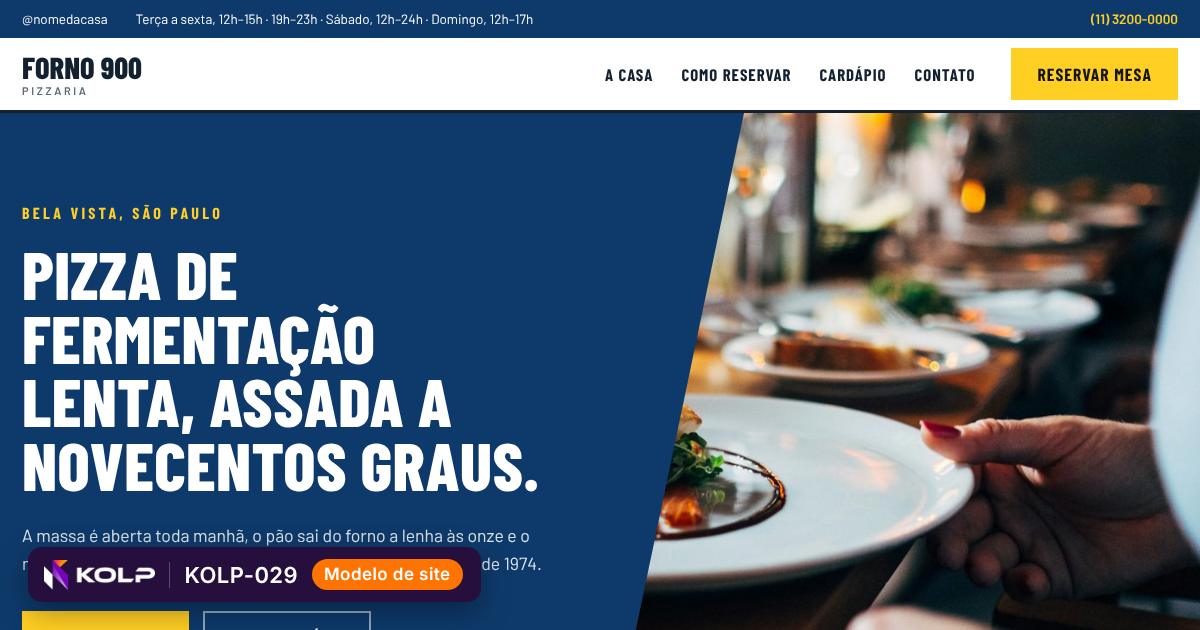 @nomedacasa Terça a sexta, 12h–15h · 19h–23h · Sábado, 12h–24h · Domingo, 12h–17h (11) 3200-0000
FORNO 900
PIZZARIA
A CASA COMO RESERVAR CARDÁPIO CONTATO RESERVAR MESA
BELA VISTA, SÃO PAULO
PIZZA DE
FERMENTAÇÃO
LENTA, ASSADA A
NOVECENTOS GRAUS.
A massa é aberta toda manhã, o pão sai do forno a lenha às onze e o
de 1974.
KOLP KOLP-029 Modelo de site